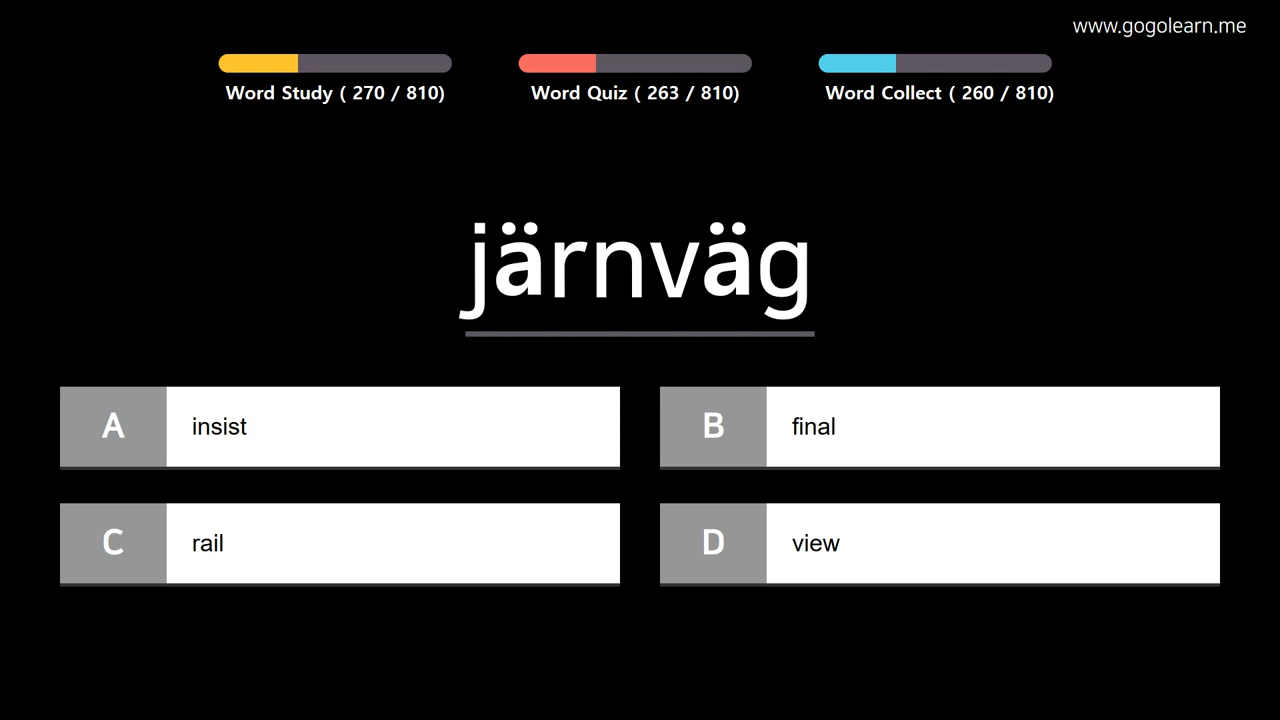 www.gogolearn.me
Word Study ( 270 / 810)
Word Quiz ( 263 / 810)
Word Collect ( 260 / 810)
järnväg
A insist
B final
C rail
D view